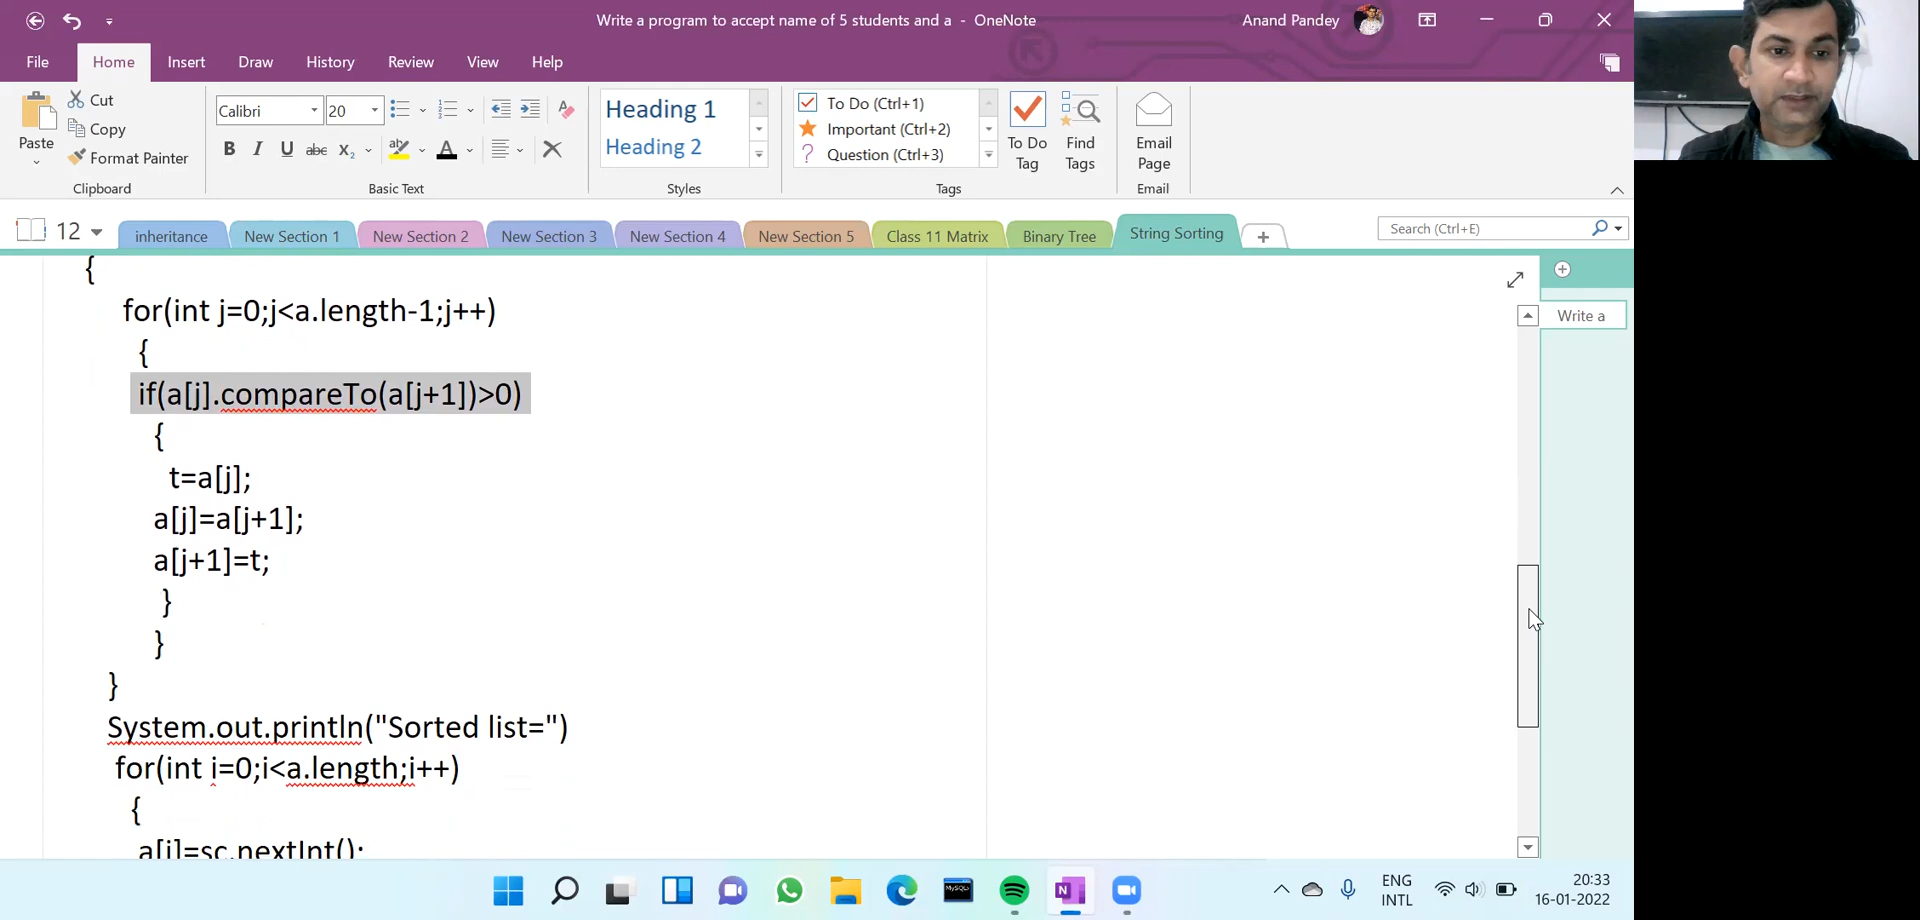 Write a program to accept name of 5 students and a - OneNote
Anand Pandey
File Home Insert Draw History Review View Help
Paste
Cut
Copy
Format Painter
Clipboard
Calibri 20
B I U abc X2 A
Basic Text
Heading 1
Heading 2
Styles
To Do (Ctrl+1)
Important (Ctrl+2)
Question (Ctrl+3)
To Do Tag
Find Tags
Tags
Email Page
Email
12
inheritance New Section 1 New Section 2 New Section 3 New Section 4 New Section 5 Class 11 Matrix Binary Tree String Sorting
Search (Ctrl+E)
Write a
{
for(int j=0;j<a.length-1;j++)
{
if(a[j].compareTo(a[j+1])>0)
{
t=a[j];
a[j]=a[j+1];
a[j+1]=t;
}
}
}
System.out.println("Sorted list=")
for(int i=0;i<a.length;i++)
{
a[i]=sc.nextInt();
MySQL
N
ENG
INTL
20:33
16-01-2022